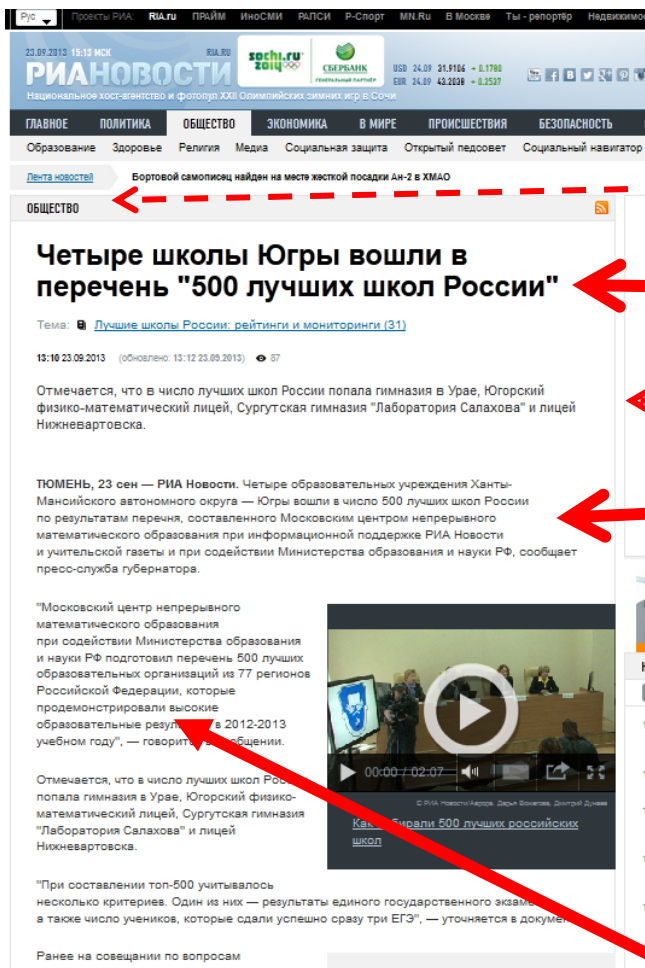 Рус Проекты РИА: RIA.ru ПРАЙМ ИноСМИ РАПСИ Р-Спорт MN.Ru В Москве Ты - репортёр
23.09.2013 15:13 МСК RIA.RU
РИАНОВОСТИ
Национальное хост-агентство и фотопул XXII Олимпийских зимних игр в Сочи
sochi.ru
2014
СБЕРБАНК
ГЕНЕРАЛЬНЫЙ ПАРТНЕР
USD 24.09 31.9106 + 0.1790
EUR 24.09 43.2036 + 0.2537
ГЛАВНОЕ ПОЛИТИКА ОБЩЕСТВО ЭКОНОМИКА В МИРЕ ПРОИСШЕСТВИЯ БЕЗОПАСНОСТЬ
Образование Здоровье Религия Медиа Социальная защита Открытый педсовет Социальный навигатор
Лента новостей Бортовой самописец найден на месте жесткой посадки Ан-2 в ХМАО
ОБЩЕСТВО
Четыре школы Югры вошли в
перечень "500 лучших школ России"
Тема: Лучшие школы России: рейтинги и мониторинги (31)
13:10 23.09.2013 (обновлено: 13:12 23.09.2013) 87
Отмечается, что в число лучших школ России попала гимназия в Урае, Югорский
физико-математический лицей, Сургутская гимназия "Лаборатория Салахова" и лицей
Нижневартовска.
ТЮМЕНЬ, 23 сен — РИА Новости. Четыре образовательных учреждения Ханты-
Мансийского автономного округа — Югры вошли в число 500 лучших школ России
по результатам перечня, составленного Московским центром непрерывного
математического образования при информационной поддержке РИА Новости
и учительской газеты и при содействии Министерства образования и науки РФ, сообщает
пресс-служба губернатора.
"Московский центр непрерывного
математического образования
при содействии Министерства образования
и науки РФ подготовил перечень 500 лучших
образовательных организаций из 77 регионов
Российской Федерации, которые
продемонстрировали высокие
образовательные в 2012-2013
учебном году", —
00:00 / 02:07
© РИА Новости/Аврора. Дарья Дмитрий Дунаев
500 лучших российских
школ
Отмечается, что в число лучших школ
попала гимназия в Урае, Югорский физико-
математический лицей, Сургутская гимназия
"Лаборатория Салахова" и лицей
Нижневартовска.
"При составлении топ-500 учитывалось
несколько критериев. Один из них — результаты единого государственного
а также число учеников, которые сдали успешно сразу три ЕГЭ", — уточняется в
Ранее на совещании по вопросам